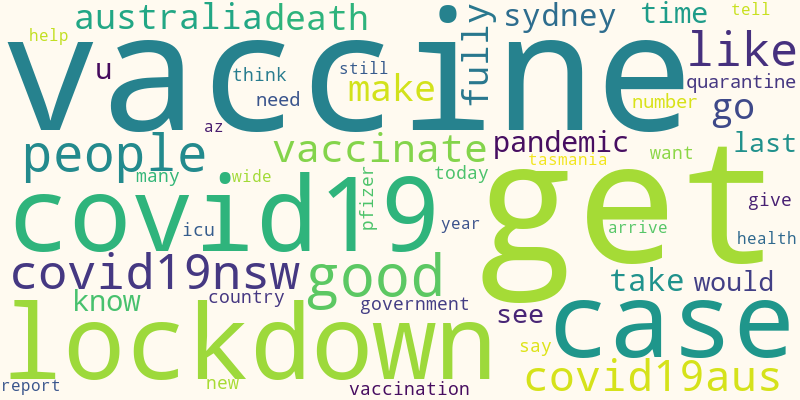 australia death sydney time tell
help vaccine fully like
u think still make quarantine
need number go
az
people vaccinate pandemic last
tasmania want
many wide pfizer today get
covid19 give
icu year arrive health
covid19nsw good take would
know country government see case
lockdown say
covid19aus
report new vaccination